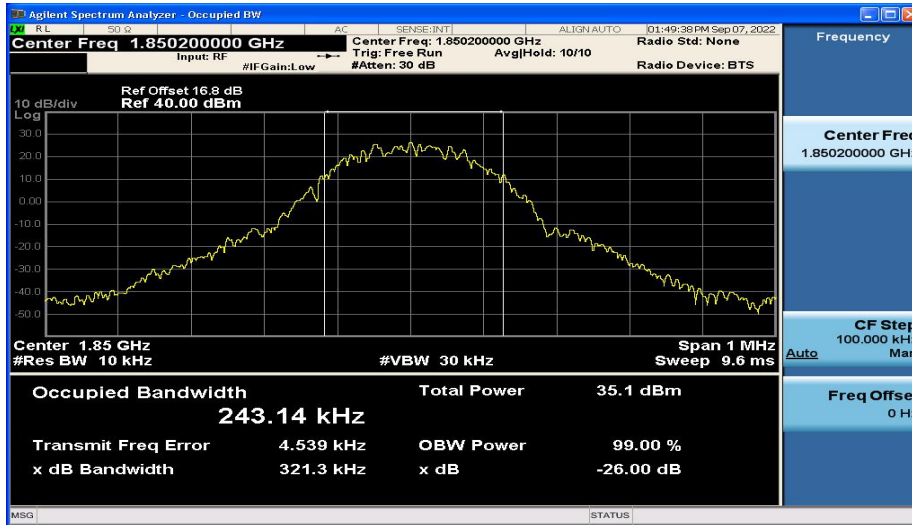 Agilent Spectrum Analyzer - Occupied BW
LXI RL 50 Ω AC SENSE:INT ALIGN AUTO 01:49:38 PM Sep 07, 2022
Center Freq 1.850200000 GHz
Center Freq: 1.850200000 GHz
Radio Std: None
Trig: Free Run
Avg|Hold: 10/10
Input: RF
#IFGain:Low
#Atten: 30 dB
Radio Device: BTS
Ref Offset 16.8 dB
10 dB/div Ref 40.00 dBm
Log
30.0
20.0
10.0
0.00
-10.0
-20.0
-30.0
-40.0
-50.0
Center 1.85 GHz
Span 1 MHz
#Res BW 10 kHz
#VBW 30 kHz
Sweep 9.6 ms
Occupied Bandwidth
Total Power 35.1 dBm
243.14 kHz
Transmit Freq Error 4.539 kHz
OBW Power 99.00 %
x dB Bandwidth 321.3 kHz
x dB -26.00 dB
MSG
STATUS
Frequency
Center Freq
1.850200000 GH
CF Step
100.000 kH
Auto Mar
Freq Offse
0 H